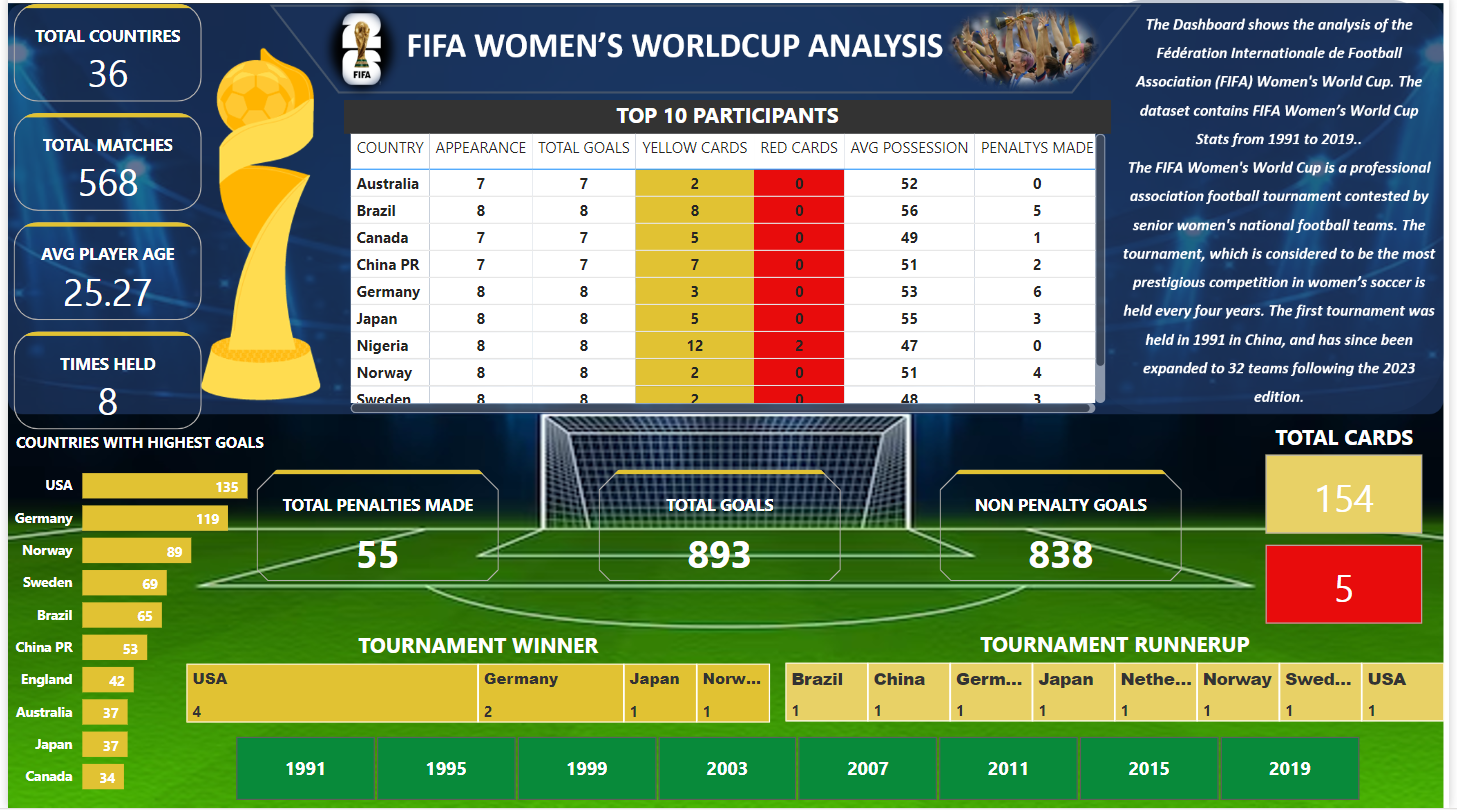 TOTAL COUNTIRES
36
TOTAL MATCHES
568
AVG PLAYER AGE
25.27
TIMES HELD
8
FIFA
FIFA WOMEN’S WORLDCUP ANALYSIS
TOP 10 PARTICIPANTS
COUNTRY APPEARANCE TOTAL GOALS YELLOW CARDS RED CARDS AVG POSSESSION PENALTYS MADE
Australia 7 7 2 0 52 0
Brazil 8 8 8 0 56 5
Canada 7 7 5 0 49 1
China PR 7 7 7 0 51 2
Germany 8 8 3 0 53 6
Japan 8 8 5 0 55 3
Nigeria 8 8 12 2 47 0
Norway 8 8 2 0 51 4
Sweden 8 8 2 0 48 3
The Dashboard shows the analysis of the
Fédération Internationale de Football
Association (FIFA) Women's World Cup. The
dataset contains FIFA Women’s World Cup
Stats from 1991 to 2019..
The FIFA Women's World Cup is a professional
association football tournament contested by
senior women's national football teams. The
tournament, which is considered to be the most
prestigious competition in women’s soccer is
held every four years. The first tournament was
held in 1991 in China, and has since been
expanded to 32 teams following the 2023
edition.
COUNTRIES WITH HIGHEST GOALS
USA 135
Germany 119
Norway 89
Sweden 69
Brazil 65
China PR 53
England 42
Australia 37
Japan 37
Canada 34
TOTAL PENALTIES MADE
55
TOTAL GOALS
893
NON PENALTY GOALS
838
TOTAL CARDS
154
5
TOURNAMENT WINNER
USA Germany Japan Norw...
4 2 1 1
TOURNAMENT RUNNERUP
Brazil China Germ... Japan Nethe... Norway Swed... USA
1 1 1 1 1 1 1 1
1991 1995 1999 2003 2007 2011 2015 2019